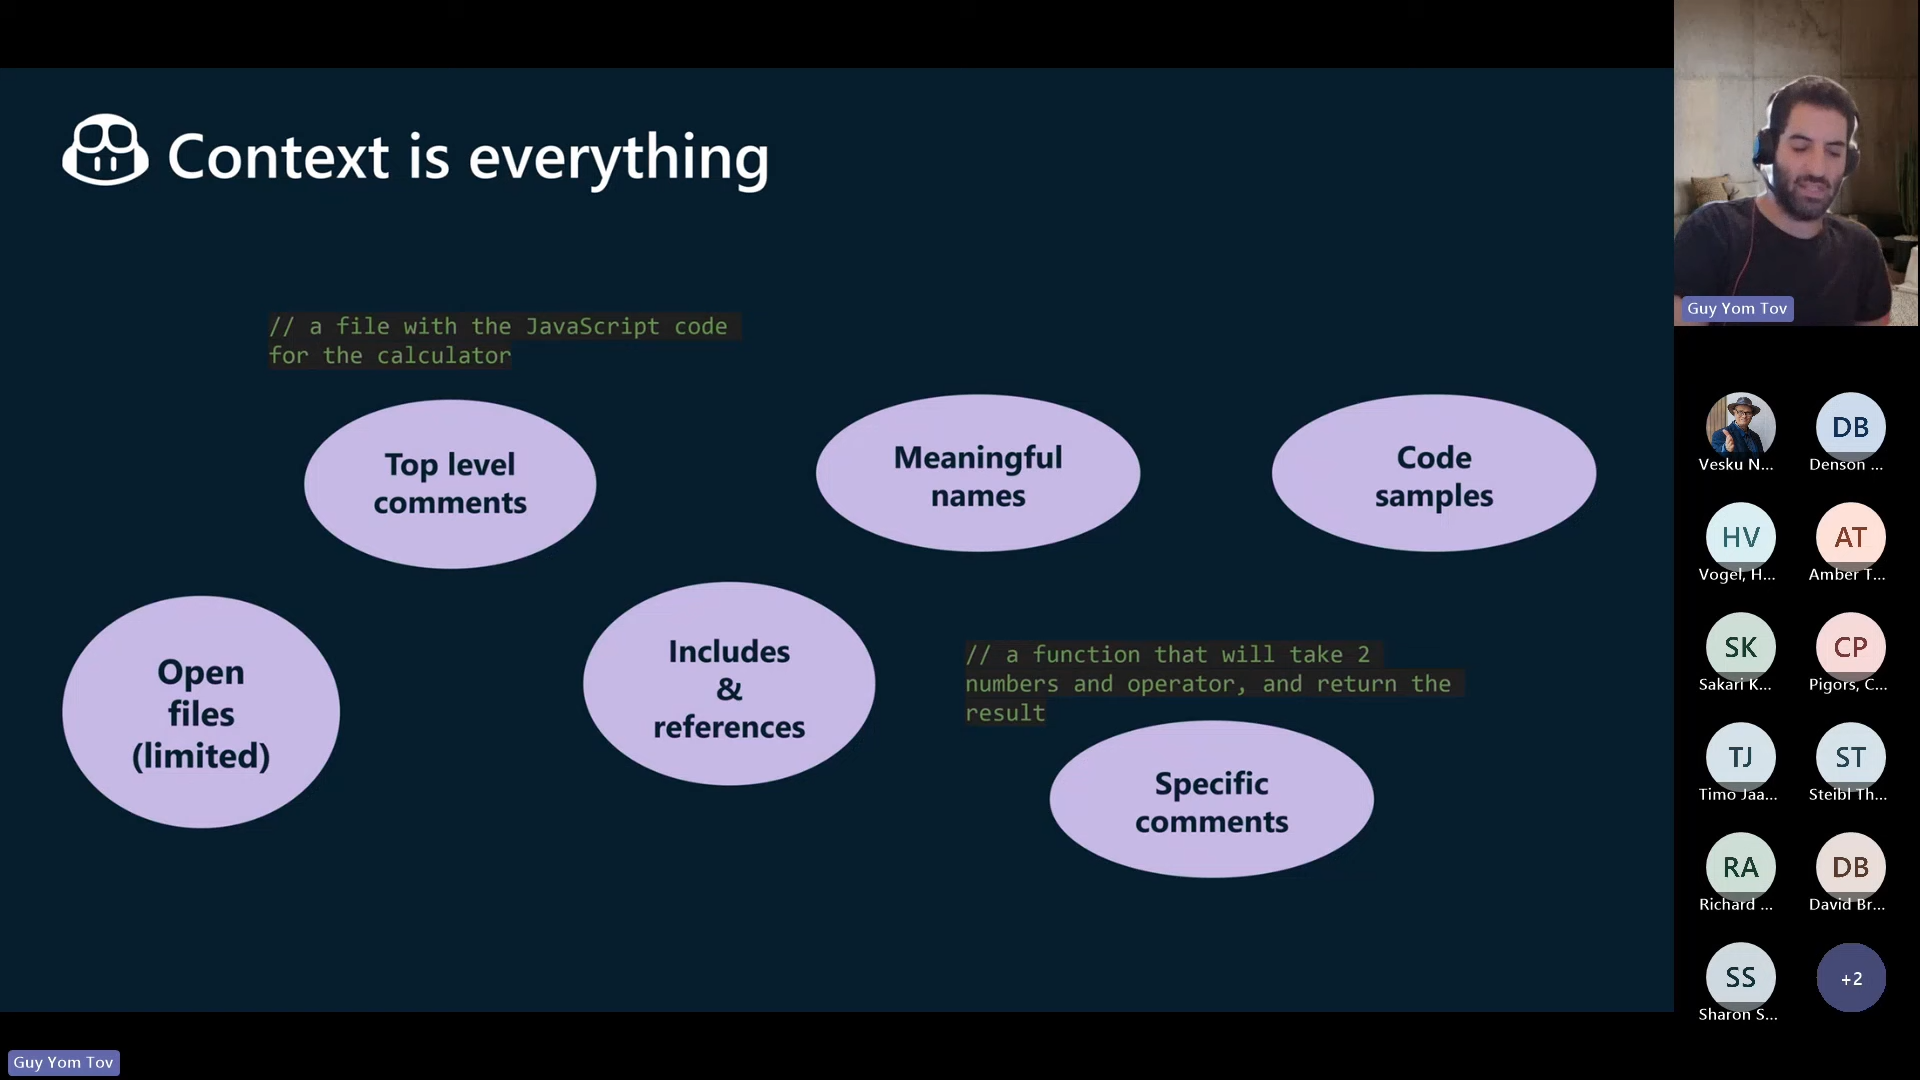 Context is everything
// a file with the JavaScript code
for the calculator
Top level
comments
Meaningful
names
Code
samples
Open
files
(limited)
Includes
&
references
// a function that will take 2
numbers and operator, and return the
result
Specific
comments
Guy Yom Tov
Vesku N...
DB
Denson ...
HV
Vogel, H...
AT
Amber T...
SK
Sakari K...
CP
Pigors, C...
TJ
Timo Jaa...
ST
Steibl Th...
RA
Richard ...
DB
David Br...
SS
Sharon S...
+2
Guy Yom Tov